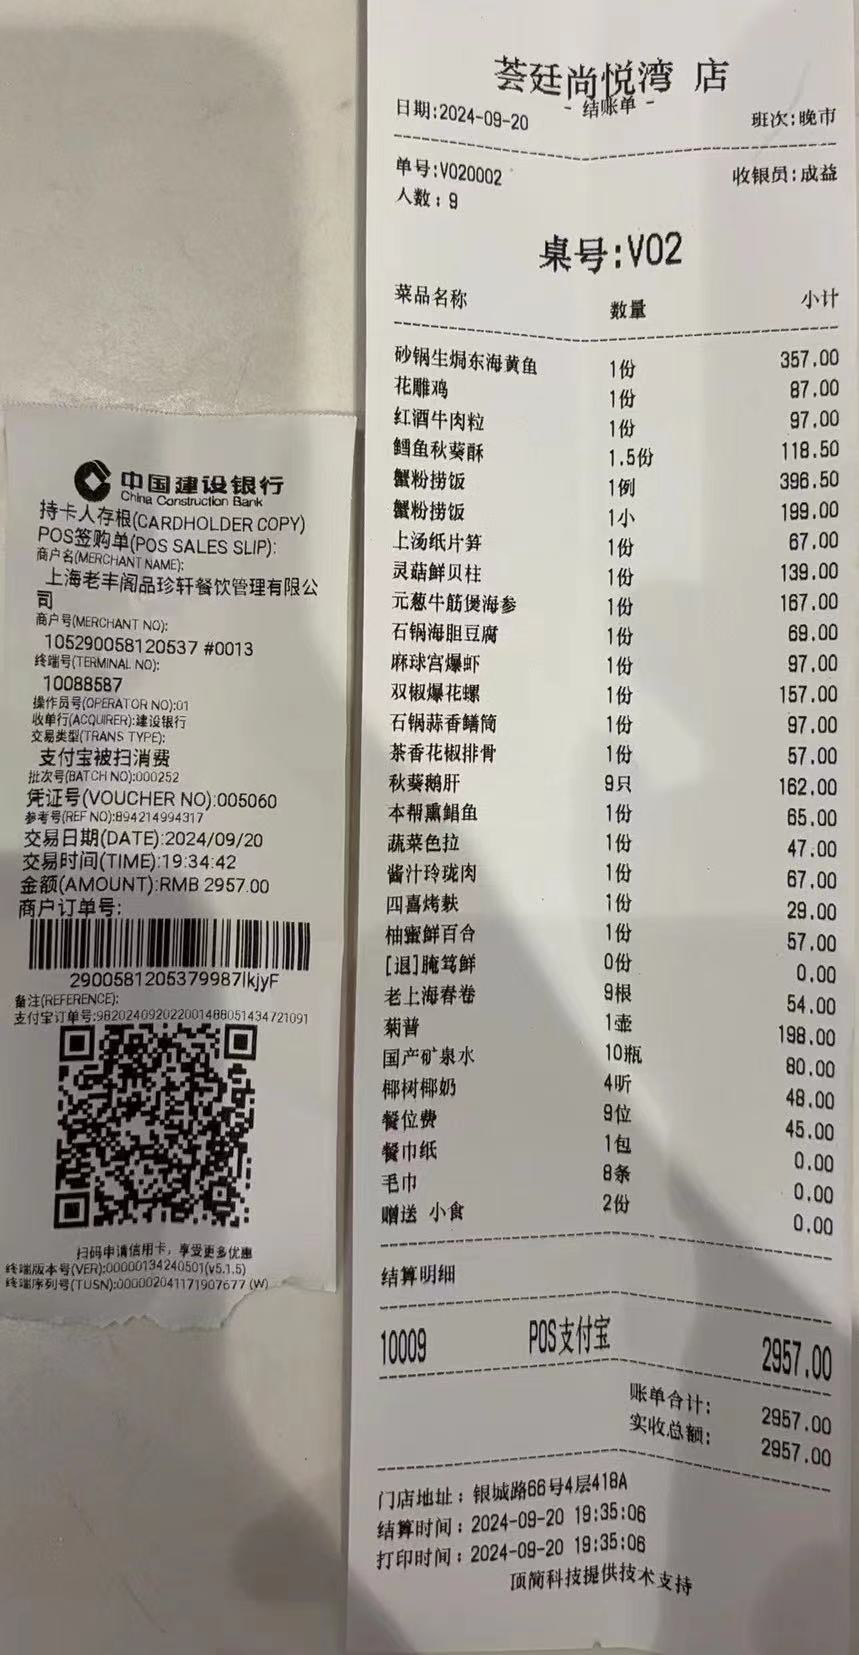 中国建设银行
China Construction Bank
持卡人存根(CARDHOLDER COPY)
POS签购单(POS SALES SLIP):
商户名(MERCHANT NAME):
上海老丰阁品珍轩餐饮管理有限公
司
商户号(MERCHANT NO):
105290058120537 #0013
终端号(TERMINAL NO):
10088587
操作员号(OPERATOR NO):01
收单行(ACQUIRER):建设银行
交易类型(TRANS TYPE):
支付宝被扫消费
批次号(BATCH NO):000252
凭证号(VOUCHER NO):005060
参考号(REF NO):894214994317
交易日期(DATE):2024/09/20
交易时间(TIME):19:34:42
金额(AMOUNT):RMB 2957.00
商户订单号:
2900581205379987lkjyF
备注(REFERENCE):
支付宝订单号:9820240920220014880514347210​91
扫码申请信用卡，享受更多优惠
终端版本号(VER):00000134240501(v5.1.5)
终端序列号(TUSN):000002041171907677 (W)
荟廷尚悦湾 店
- 结账单 -
日期:2024-09-20 班次:晚市
单号:V020002 收银员:成益
人数：9
桌号:V02
菜品名称 数量 小计
砂锅生焗东海黄鱼 1份 357.00
花雕鸡 1份 87.00
红酒牛肉粒 1份 97.00
鳕鱼秋葵酥 1.5份 118.50
蟹粉捞饭 1例 396.50
蟹粉捞饭 1小 199.00
上汤纸片笋 1份 67.00
灵菇鲜贝柱 1份 139.00
元葱牛筋煲海参 1份 167.00
石锅海胆豆腐 1份 69.00
麻球宫爆虾 1份 97.00
双椒爆花螺 1份 157.00
石锅蒜香鳝筒 1份 97.00
茶香花椒排骨 1份 57.00
秋葵鹅肝 9只 162.00
本帮熏鲳鱼 1份 65.00
蔬菜色拉 1份 47.00
酱汁玲珑肉 1份 67.00
四喜烤麸 1份 29.00
柚蜜鲜百合 1份 57.00
[退]腌笃鲜 0份 0.00
老上海春卷 9根 54.00
菊普 1壶 198.00
国产矿泉水 10瓶 80.00
椰树椰奶 4听 48.00
餐位费 9位 45.00
餐巾纸 1包 0.00
毛巾 8条 0.00
赠送 小食 2份 0.00
结算明细
10009 POS支付宝 2957.00
账单合计: 2957.00
实收总额: 2957.00
门店地址：银城路66号4层418A
结算时间：2024-09-20 19:35:06
打印时间：2024-09-20 19:35:06
顶简科技提供技术支持